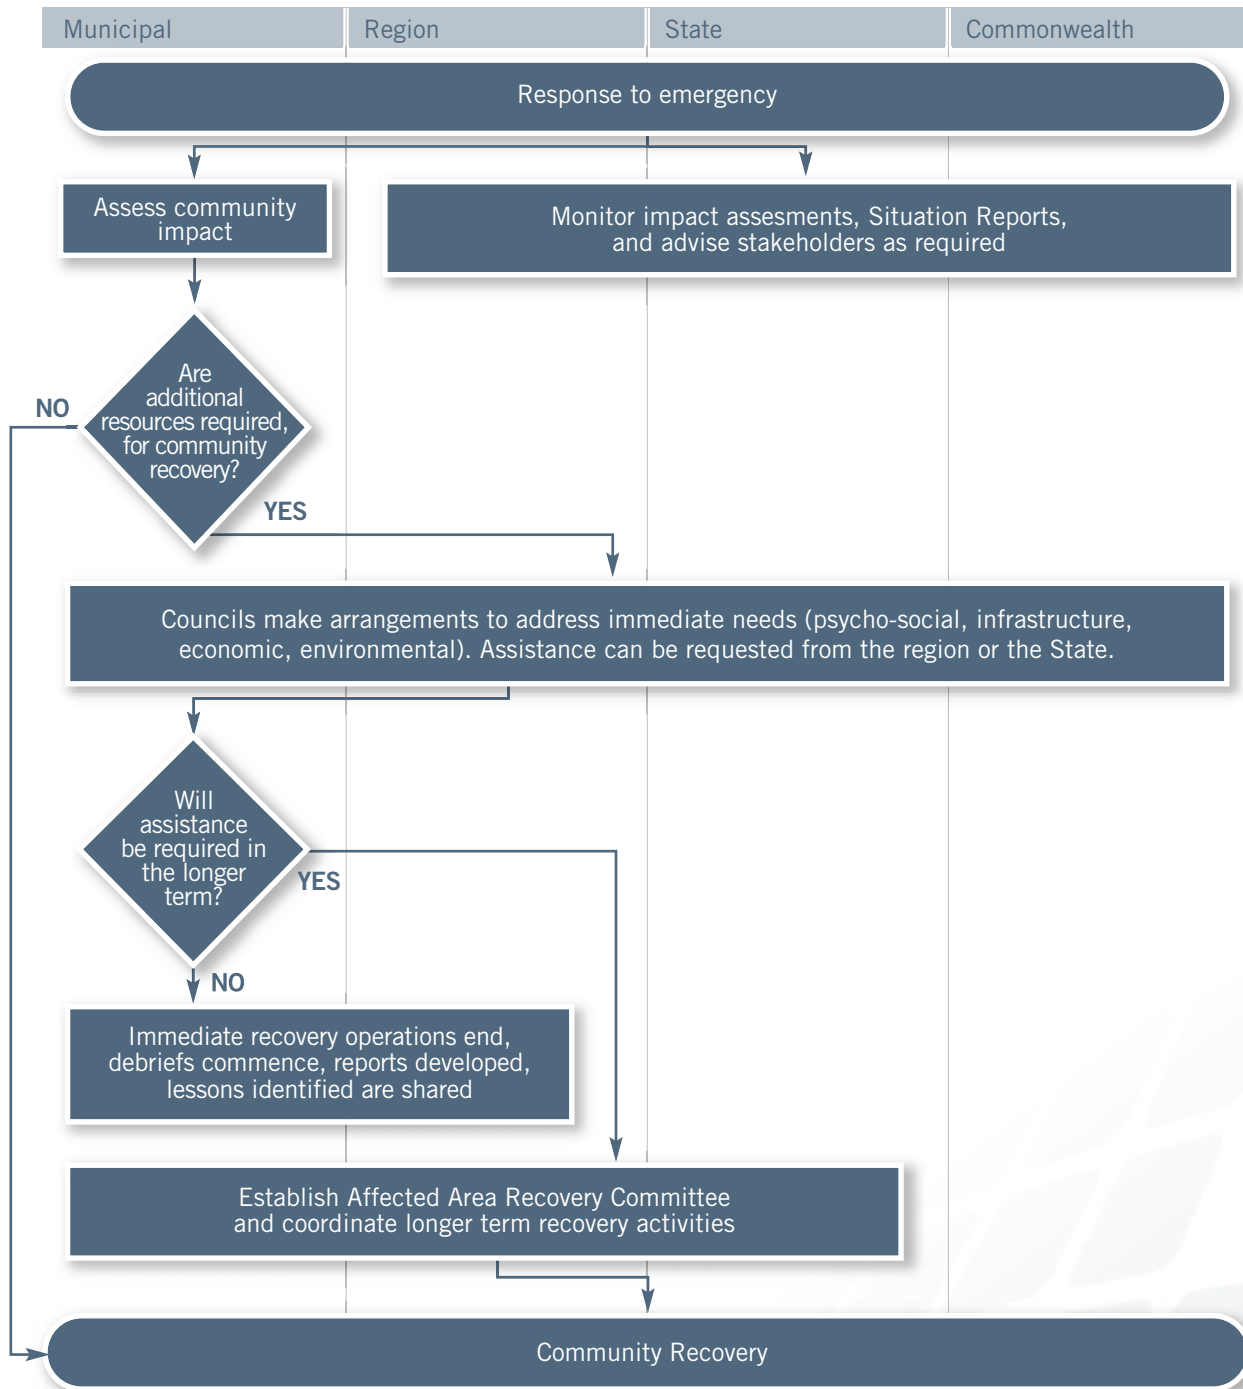 Municipal
Region
State
Commonwealth
Response to emergency
Assess community
impact
Monitor impact assesments, Situation Reports,
and advise stakeholders as required
Are
additional
resources required,
for community
recovery?
NO
YES
Councils make arrangements to address immediate needs (psycho-social, infrastructure,
economic, environmental). Assistance can be requested from the region or the State.
Will
assistance
be required in
the longer
term?
YES
NO
Immediate recovery operations end,
debriefs commence, reports developed,
lessons identified are shared
Establish Affected Area Recovery Committee
and coordinate longer term recovery activities
Community Recovery